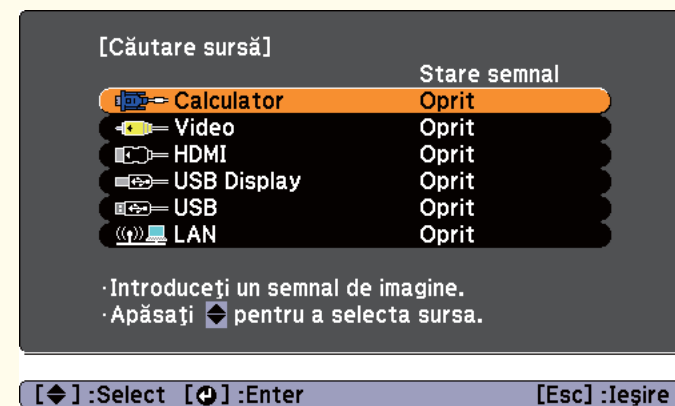 [Căutare sursă]
Stare semnal
Calculator Oprit
Video Oprit
HDMI Oprit
USB Display Oprit
USB Oprit
LAN Oprit
·Introduceţi un semnal de imagine.
·Apăsaţi pentru a selecta sursa.
[◆] :Select [↵] :Enter [Esc] :Ieşire